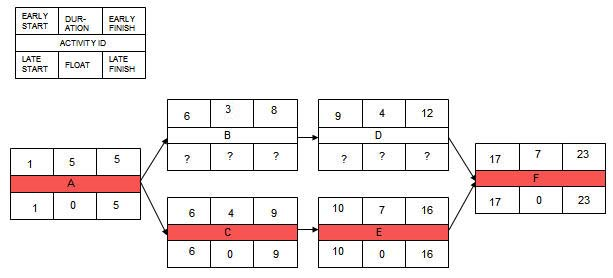 EARLY START DUR-ATION EARLY FINISH
ACTIVITY ID
LATE START FLOAT LATE FINISH
6 3 8
B
? ? ?
9 4 12
D
? ? ?
1 5 5
A
1 0 5
17 7 23
F
17 0 23
6 4 9
C
6 0 9
10 7 16
E
10 0 16